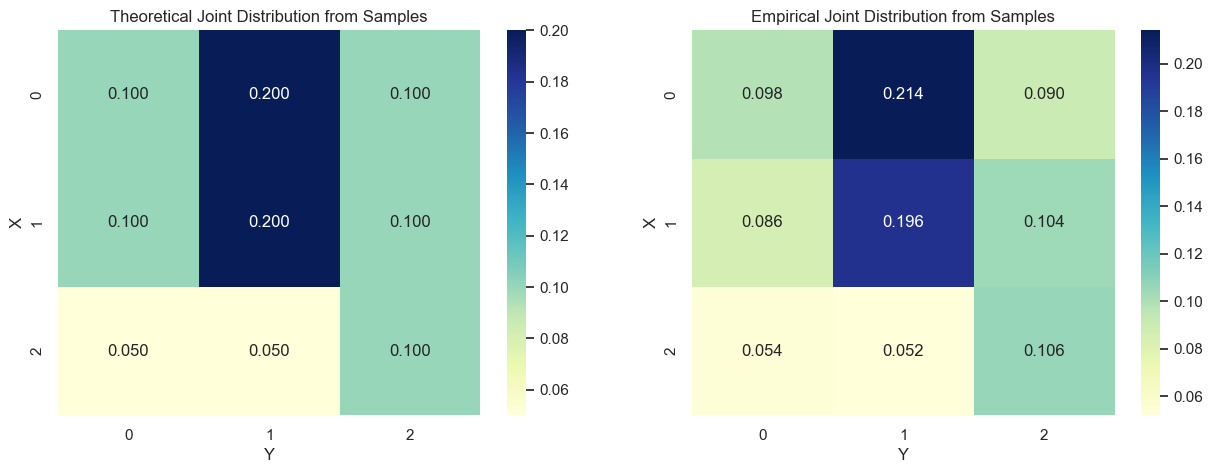 Theoretical Joint Distribution from Samples
0.100 0.200 0.100
0.100 0.200 0.100
0.050 0.050 0.100
0
1
2
X
0 1 2
Y
0.20
0.18
0.16
0.14
0.12
0.10
0.08
0.06
Empirical Joint Distribution from Samples
0.098 0.214 0.090
0.086 0.196 0.104
0.054 0.052 0.106
0
1
2
X
0 1 2
Y
0.20
0.18
0.16
0.14
0.12
0.10
0.08
0.06